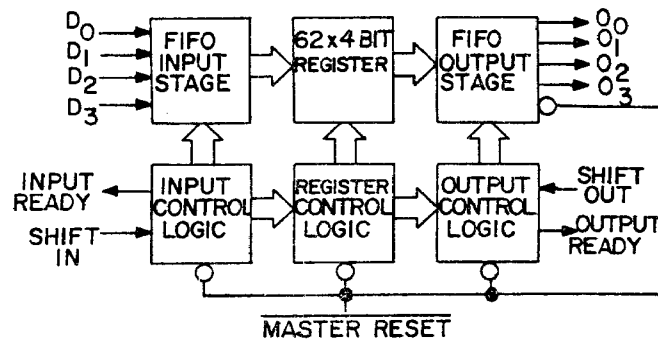 D0
D1
D2
D3
FIFO
INPUT
STAGE
62x4 BIT
REGISTER
FIFO
OUTPUT
STAGE
O0
O1
O2
O3
INPUT
READY
SHIFT
IN
INPUT
CONTROL
LOGIC
REGISTER
CONTROL
LOGIC
OUTPUT
CONTROL
LOGIC
SHIFT
OUT
OUTPUT
READY
MASTER RESET